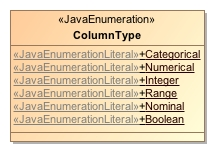 «JavaEnumeration»
ColumnType
«JavaEnumerationLiteral»+Categorical
«JavaEnumerationLiteral»+Numerical
«JavaEnumerationLiteral»+Integer
«JavaEnumerationLiteral»+Range
«JavaEnumerationLiteral»+Nominal
«JavaEnumerationLiteral»+Boolean